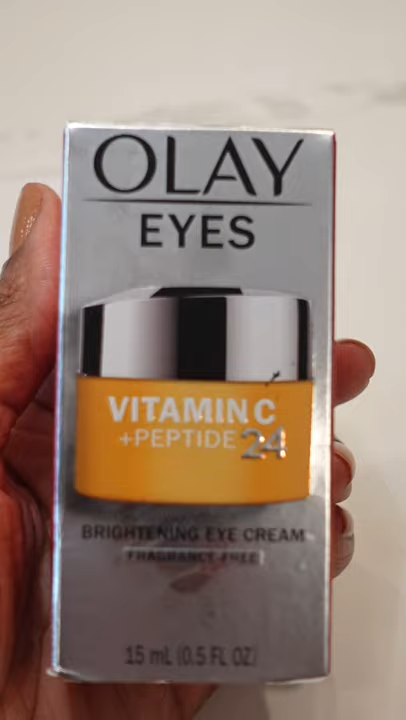 OLAY
EYES
VITAMIN C
+PEPTIDE 24
BRIGHTENING EYE CREAM
FRAGRANCE-FREE
15 mL (0.5 FL OZ)